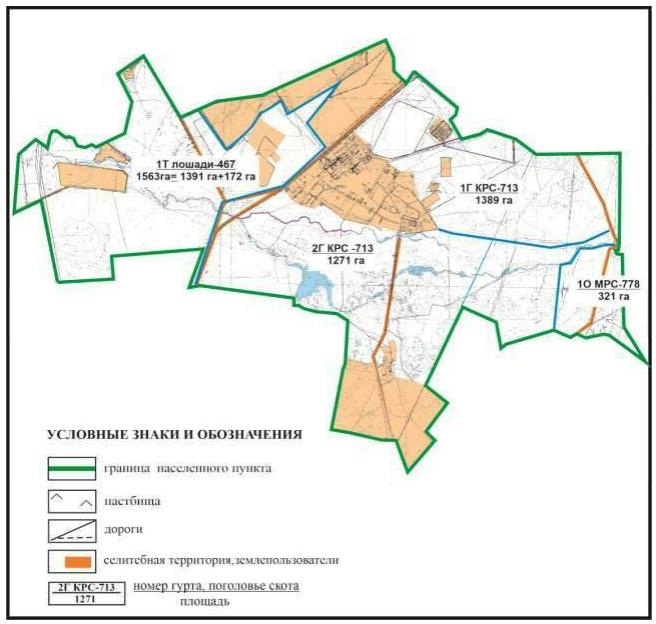 1Т лошади-467
1563га= 1391 га+172 га
1Г КРС-713
1389 га
2Г КРС -713
1271 га
1О МРС-778
321 га
УСЛОВНЫЕ ЗНАКИ И ОБОЗНАЧЕНИЯ
граница населенного пункта
пастбища
дороги
селитебная территория,землепользователи
2Г КРС-713
1271
номер гурта, поголовье скота
площадь